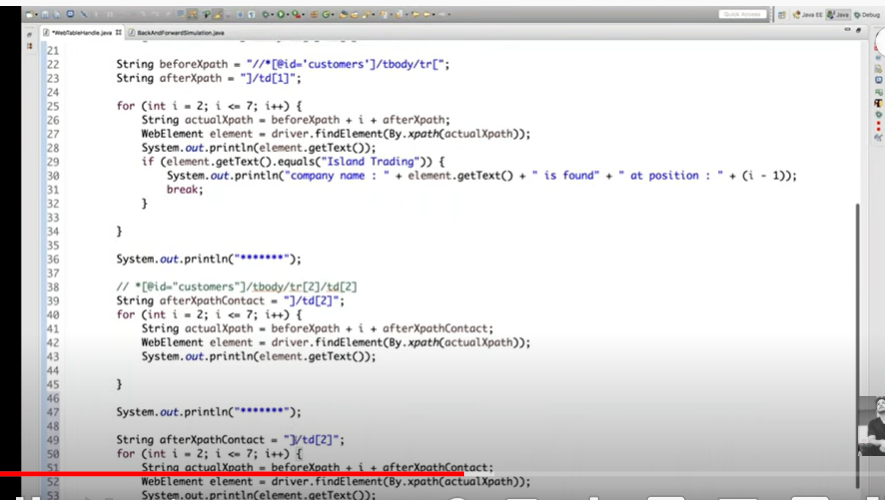 Quick Access
Java EE
Java
Debug
*WebTableHandle.java
BackAndForwardSimulation.java
21
22 String beforeXpath = "//*[@id='customers']/tbody/tr[";
23 String afterXpath = "]/td[1]";
24
25 for (int i = 2; i <= 7; i++) {
26 String actualXpath = beforeXpath + i + afterXpath;
27 WebElement element = driver.findElement(By.xpath(actualXpath));
28 System.out.println(element.getText());
29 if (element.getText().equals("Island Trading")) {
30 System.out.println("company name : " + element.getText() + " is found" + " at position : " + (i - 1));
31 break;
32 }
33
34 }
35
36 System.out.println("*******");
37
38 // *[@id="customers"]/tbody/tr[2]/td[2]
39 String afterXpathContact = "]/td[2]";
40 for (int i = 2; i <= 7; i++) {
41 String actualXpath = beforeXpath + i + afterXpathContact;
42 WebElement element = driver.findElement(By.xpath(actualXpath));
43 System.out.println(element.getText());
44
45 }
46
47 System.out.println("*******");
48
49 String afterXpathContact = "]/td[2]";
50 for (int i = 2; i <= 7; i++) {
51 String actualXpath = beforeXpath + i + afterXpathContact;
52 WebElement element = driver.findElement(By.xpath(actualXpath));
53 System.out.println(element.getText());